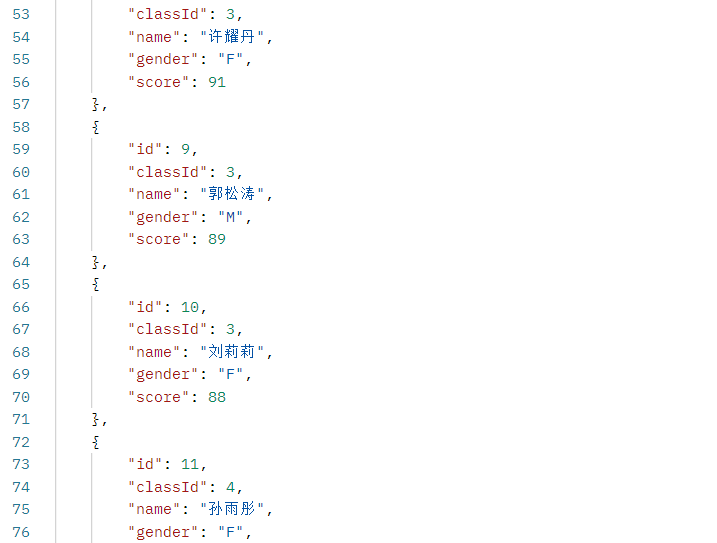 53 "classId": 3,
54 "name": "许耀丹",
55 "gender": "F",
56 "score": 91
57 },
58 {
59 "id": 9,
60 "classId": 3,
61 "name": "郭松涛",
62 "gender": "M",
63 "score": 89
64 },
65 {
66 "id": 10,
67 "classId": 3,
68 "name": "刘莉莉",
69 "gender": "F",
70 "score": 88
71 },
72 {
73 "id": 11,
74 "classId": 4,
75 "name": "孙雨彤",
76 "gender": "F",